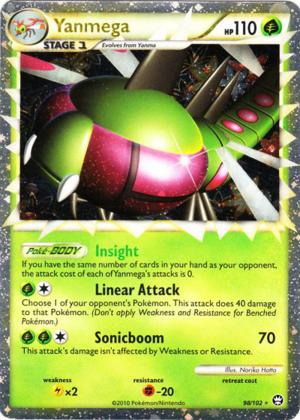 Yanmega HP 110
STAGE 1 Evolves from Yanma
Poké-BODY Insight
If you have the same number of cards in your hand as your opponent,
the attack cost of each of Yanmega's attacks is 0.
Linear Attack
Choose 1 of your opponent's Pokémon. This attack does 40 damage
to that Pokémon. (Don't apply Weakness and Resistance for Benched
Pokémon.)
Sonicboom 70
This attack's damage isn't affected by Weakness or Resistance.
weakness resistance retreat cost
×2 -20
Illus. Noriko Hotta
©2010 Pokémon/Nintendo 98/102